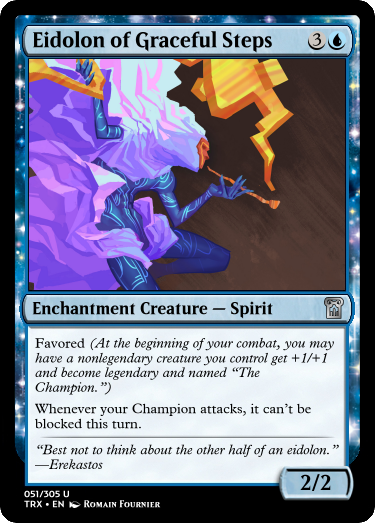 Eidolon of Graceful Steps 3
Enchantment Creature — Spirit
Favored (At the beginning of your combat, you may
have a nonlegendary creature you control get +1/+1
and become legendary and named “The
Champion.”)
Whenever your Champion attacks, it can’t be
blocked this turn.
“Best not to think about the other half of an eidolon.”
—Erekastos
2/2
051/305 U
TRX • EN Romain Fournier